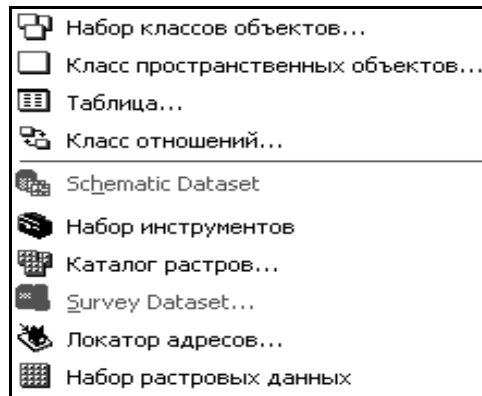 Набор классов объектов...
Класс пространственных объектов...
Таблица...
Класс отношений...
Schematic Dataset
Набор инструментов
Каталог растров...
Survey Dataset...
Локатор адресов...
Набор растровых данных